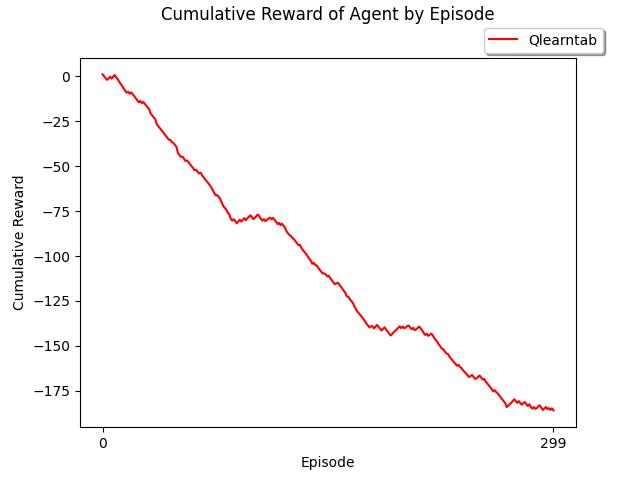 Cumulative Reward of Agent by Episode
Qlearntab
0
−25
−50
−75
−100
−125
−150
−175
Cumulative Reward
0 299
Episode